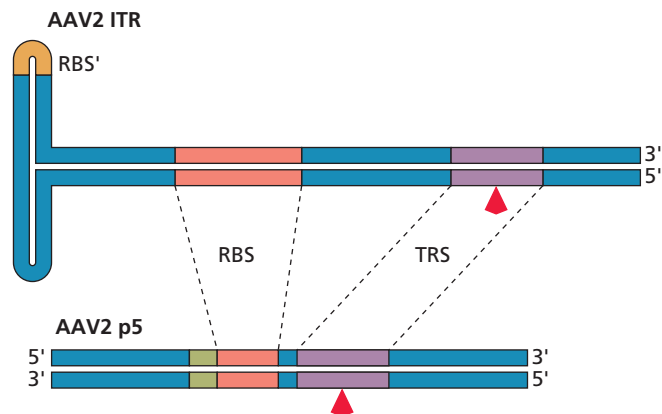 AAV2 ITR
RBS'
3'
5'
RBS TRS
AAV2 p5
5' 3'
3' 5'